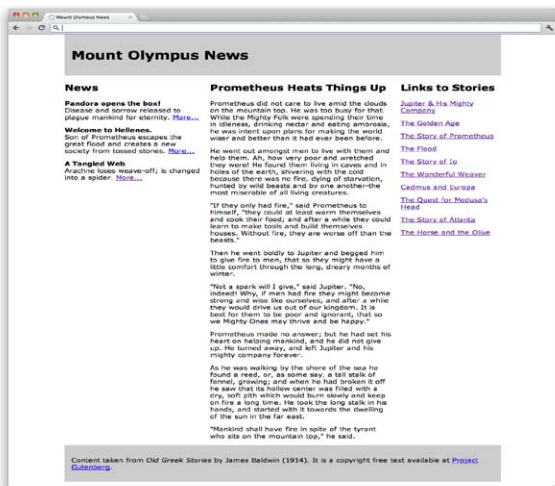 Mount Olympus News
Mount Olympus News
News
Pandora opens the box!
Disease and sorrow released to
plague mankind for eternity. More...
Welcome to Hellenes.
Son of Prometheus escapes the
great flood and creates a new
society from tossed stones. More...
A Tangled Web
Arachne loses weave-off; is changed
into a spider. More...
Prometheus Heats Things Up
Prometheus did not care to live amid the clouds
on the mountain top. He was too busy for that.
While the Mighty Folk were spending their time
in idleness, drinking nectar and eating ambrosia,
he was intent upon plans for making the world
wiser and better than it had ever been before.
He went out amongst men to live with them and
help them. Ah, how very poor and wretched
they were! He found them living in caves and in
holes of the earth, shivering with the cold
because there was no fire, dying of starvation,
hunted by wild beasts and by one another-the
most miserable of all living creatures.
"If they only had fire," said Prometheus to
himself, "they could at least warm themselves
and cook their food; and after a while they could
learn to make tools and build themselves
houses. Without fire, they are worse off than the
beasts."
Then he went boldly to Jupiter and begged him
to give fire to men, that so they might have a
little comfort through the long, dreary months of
winter.
"Not a spark will I give," said Jupiter. "No,
indeed! Why, if men had fire they might become
strong and wise like ourselves, and after a while
they would drive us out of our kingdom. It is
best for them to be poor and ignorant, that so
we Mighty Ones may thrive and be happy."
Prometheus made no answer; but he had set his
heart on helping mankind, and he did not give
up. He turned away, and left Jupiter and his
mighty company forever.
As he was walking by the shore of the sea he
found a reed, or, as some say, a tall stalk of
fennel, growing; and when he had broken it off
he saw that its hollow center was filled with a
dry, soft pith which would burn slowly and keep
on fire a long time. He took the long stalk in his
hands, and started with it towards the dwelling
of the sun in the far east.
"Mankind shall have fire in spite of the tyrant
who sits on the mountain top," he said.
Links to Stories
Jupiter & His Mighty
Company
The Golden Age
The Story of Prometheus
The Flood
The Story of Io
The Wonderful Weaver
Cadmus and Europa
The Quest for Medusa's
Head
The Story of Atlanta
The Horse and the Olive
Content taken from Old Greek Stories by James Baldwin (1914). It is a copyright free text available at Project
Gutenberg.